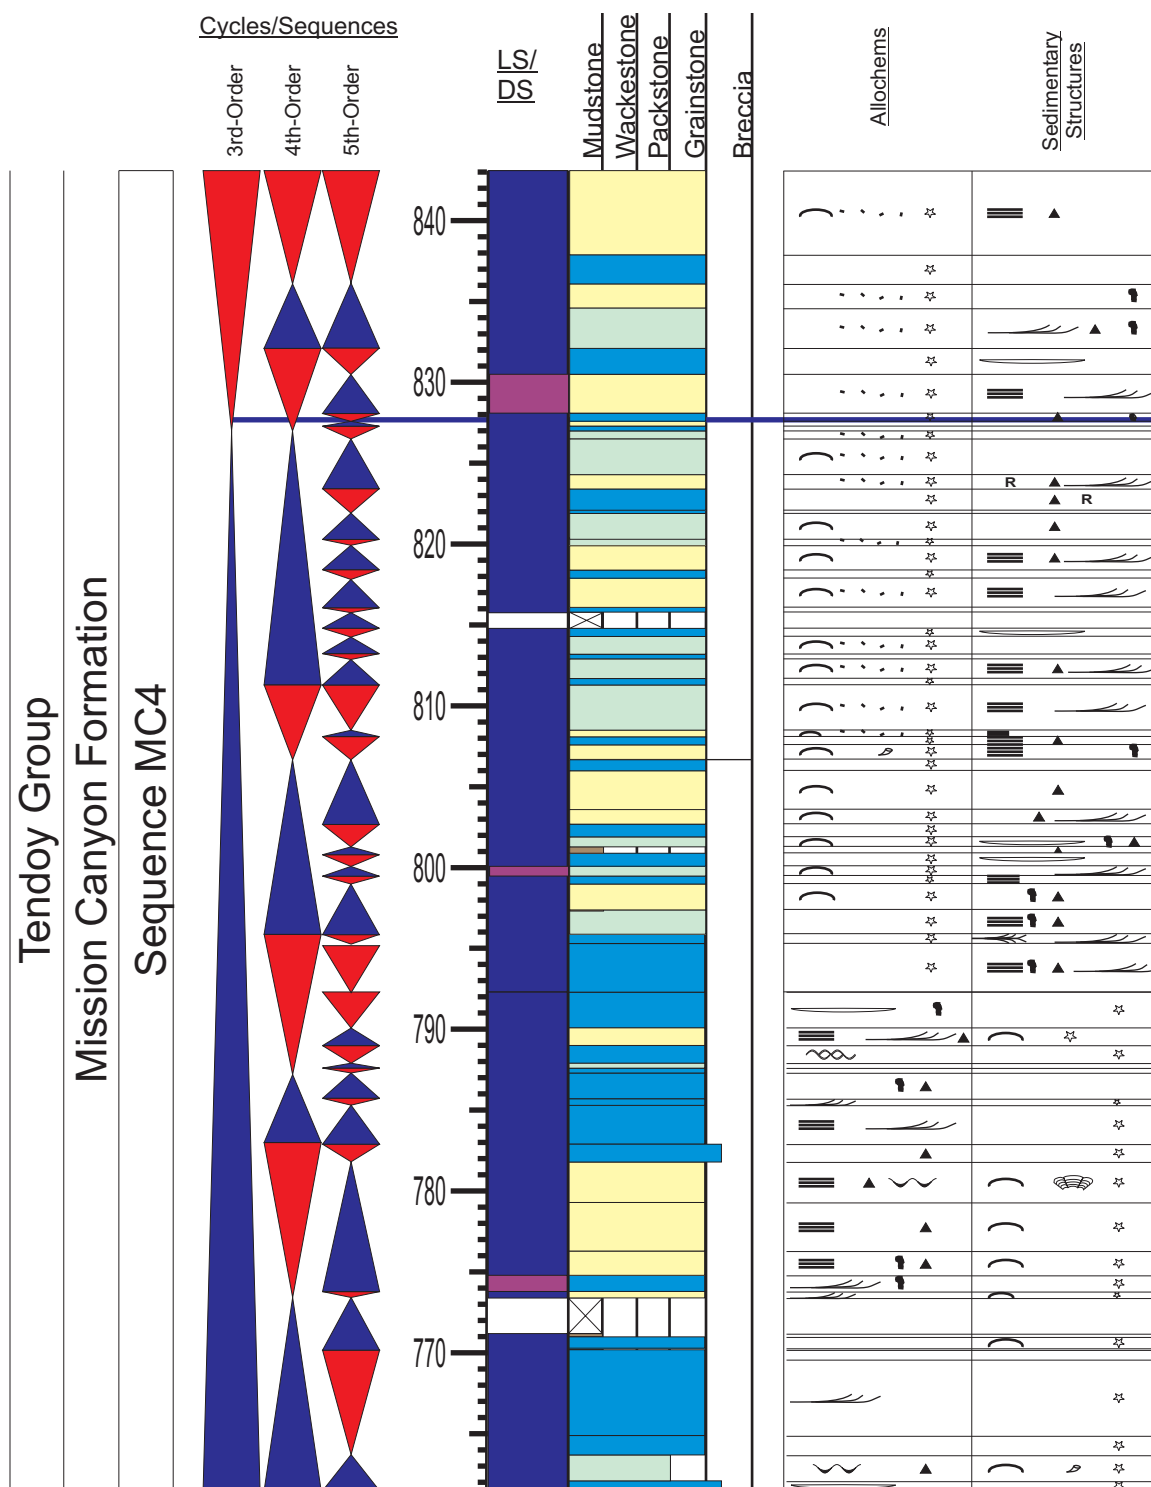 Cycles/Sequences
3rd-Order
4th-Order
5th-Order
LS/
DS
Mudstone
Wackestone
Packstone
Grainstone
Breccia
Allochems
Sedimentary
Structures
Tendoy Group
Mission Canyon Formation
Sequence MC4
840
830
820
810
800
790
780
770
R
R